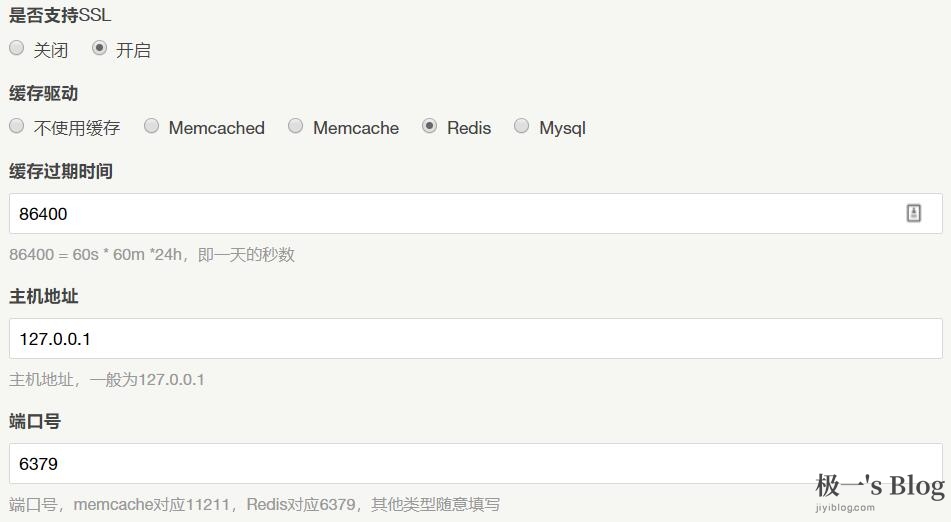 是否支持SSL
关闭 开启
缓存驱动
不使用缓存 Memcached Memcache Redis Mysql
缓存过期时间
86400
86400 = 60s * 60m *24h，即一天的秒数
主机地址
127.0.0.1
主机地址，一般为127.0.0.1
端口号
6379
端口号，memcache对应11211，Redis对应6379，其他类型随意填写
极一's Blog
jiyiblog.com